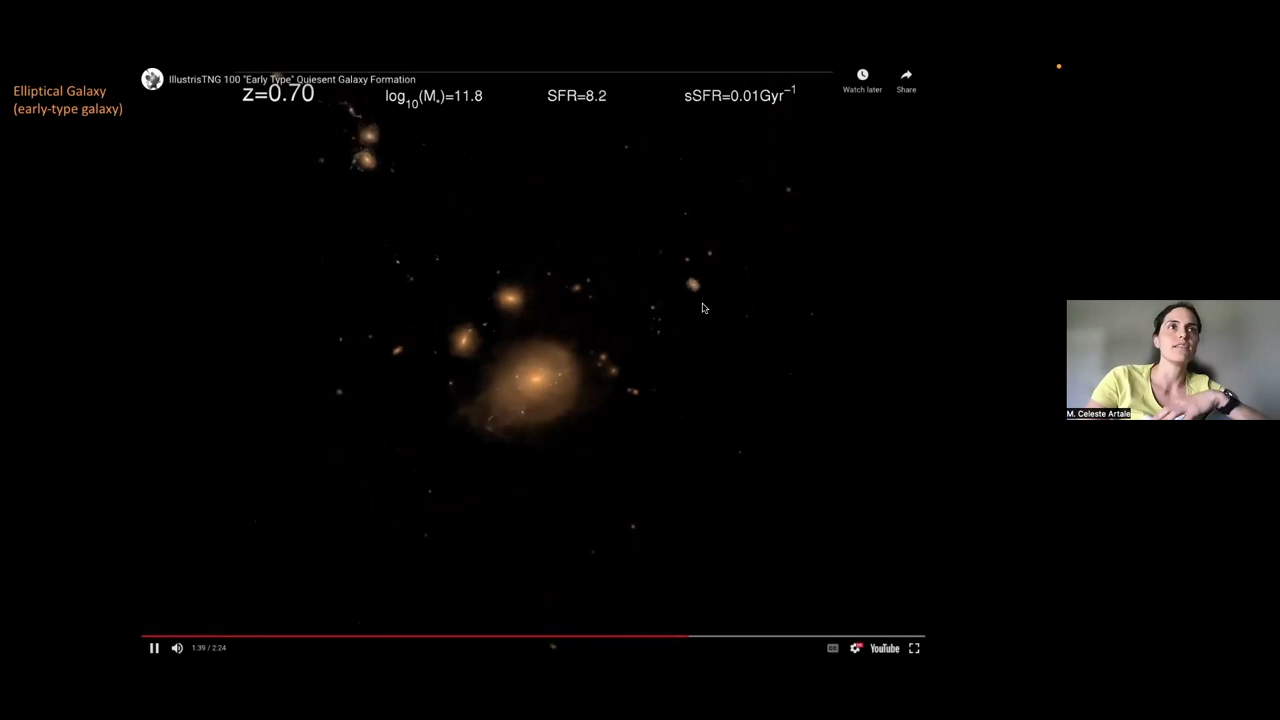 Elliptical Galaxy
(early-type galaxy)
IllustrisTNG 100 "Early Type" Quiesent Galaxy Formation
Watch later
Share
z=0.70
log10(M*)=11.8
SFR=8.2
sSFR=0.01Gyr-1
M. Celeste Artale
1:39 / 2:24
CC
YouTube